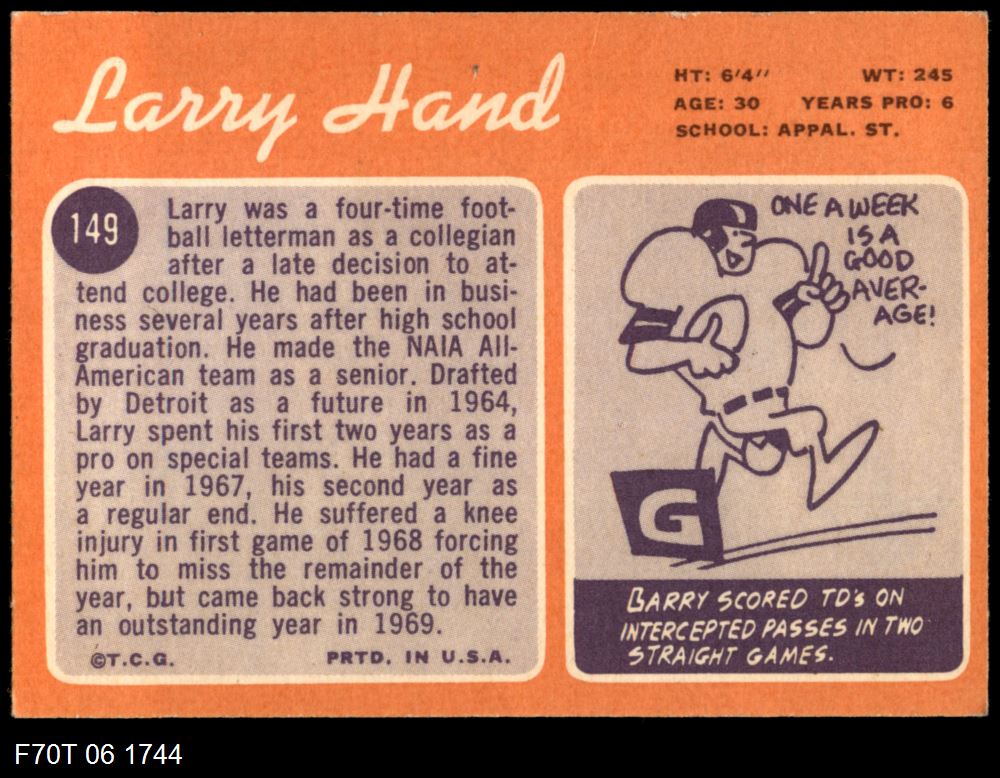 Larry Hand
HT: 6'4" WT: 245
AGE: 30 YEARS PRO: 6
SCHOOL: APPAL. ST.
149
Larry was a four-time foot-
ball letterman as a collegian
after a late decision to at-
tend college. He had been in busi-
ness several years after high school
graduation. He made the NAIA All-
American team as a senior. Drafted
by Detroit as a future in 1964,
Larry spent his first two years as a
pro on special teams. He had a fine
year in 1967, his second year as
a regular end. He suffered a knee
injury in first game of 1968 forcing
him to miss the remainder of the
year, but came back strong to have
an outstanding year in 1969.
©T.C.G. PRTD. IN U.S.A.
ONE A WEEK
IS A
GOOD
AVER-
AGE!
G
LARRY SCORED TD's ON
INTERCEPTED PASSES IN TWO
STRAIGHT GAMES.
F70T 06 1744